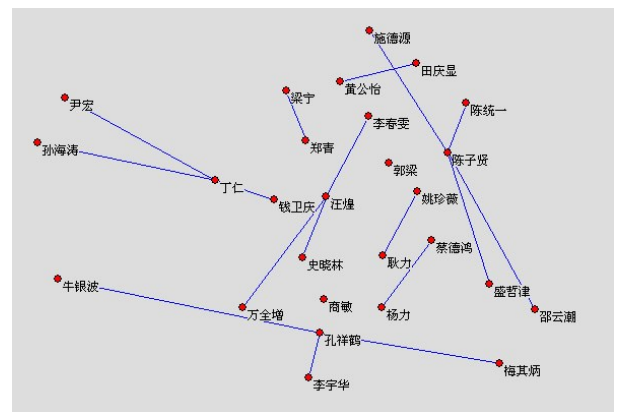 施德源
田庆显
黄公怡
尹宏
梁宁
陈统一
李春雯
郑胄
孙海涛
陈子贤
郭梁
丁仁
姚珍薇
钱卫庆
汪煌
蔡德鸿
史晓林
耿力
牛银波
盛哲津
商敏
万全增
杨力
邵云潮
孔祥鹤
梅其炳
李宇华